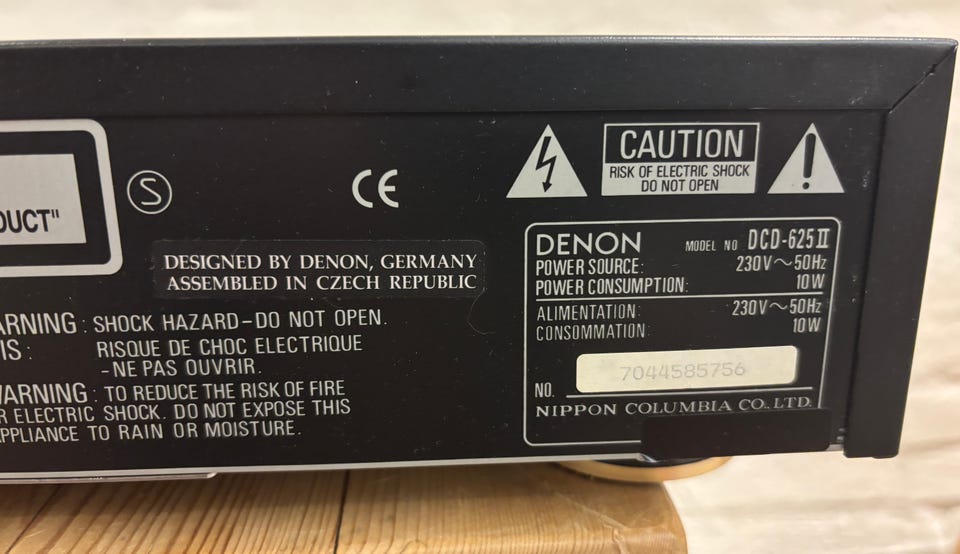 DUCT"
S
CE
CAUTION
RISK OF ELECTRIC SHOCK
DO NOT OPEN
DESIGNED BY DENON, GERMANY
ASSEMBLED IN CZECH REPUBLIC
ARNING : SHOCK HAZARD-DO NOT OPEN.
IS : RISQUE DE CHOC ELECTRIQUE
-NE PAS OUVRIR.
WARNING : TO REDUCE THE RISK OF FIRE
R ELECTRIC SHOCK. DO NOT EXPOSE THIS
PPLIANCE TO RAIN OR MOISTURE.
DENON MODEL NO DCD-625II
POWER SOURCE: 230V~50Hz
POWER CONSUMPTION: 10W
ALIMENTATION: 230V~50Hz
CONSOMMATION: 10W
NO. 7044585756
NIPPON COLUMBIA CO., LTD.